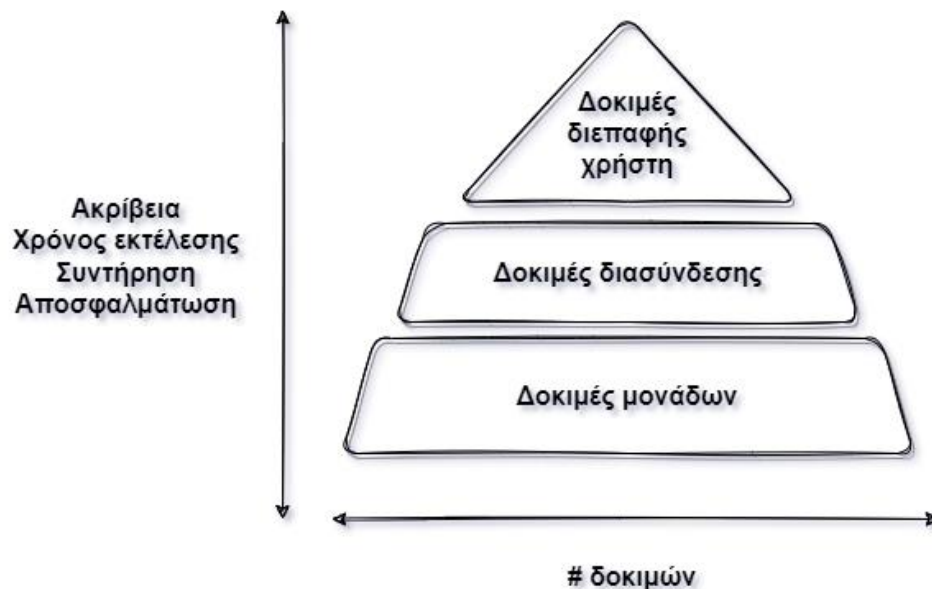 Δοκιμές
διεπαφής
χρήστη
Ακρίβεια
Χρόνος εκτέλεσης
Συντήρηση
Αποσφαλμάτωση
Δοκιμές διασύνδεσης
Δοκιμές μονάδων
# δοκιμών